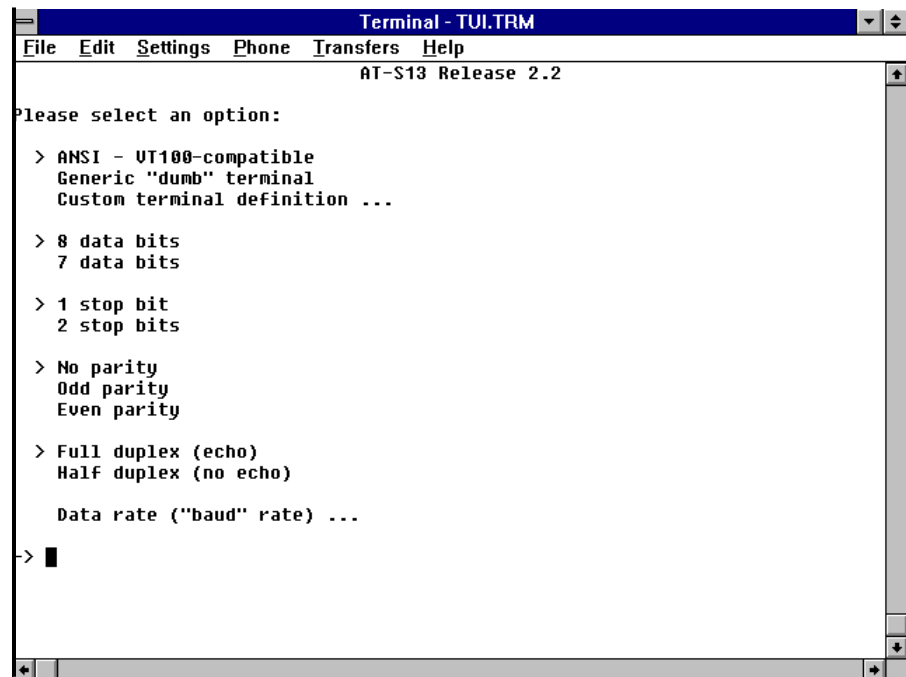 Terminal - TUI.TRM
File Edit Settings Phone Transfers Help
AT-S13 Release 2.2
Please select an option:
> ANSI - VT100-compatible
Generic "dumb" terminal
Custom terminal definition ...
> 8 data bits
7 data bits
> 1 stop bit
2 stop bits
> No parity
Odd parity
Even parity
> Full duplex (echo)
Half duplex (no echo)
Data rate ("baud" rate) ...
->